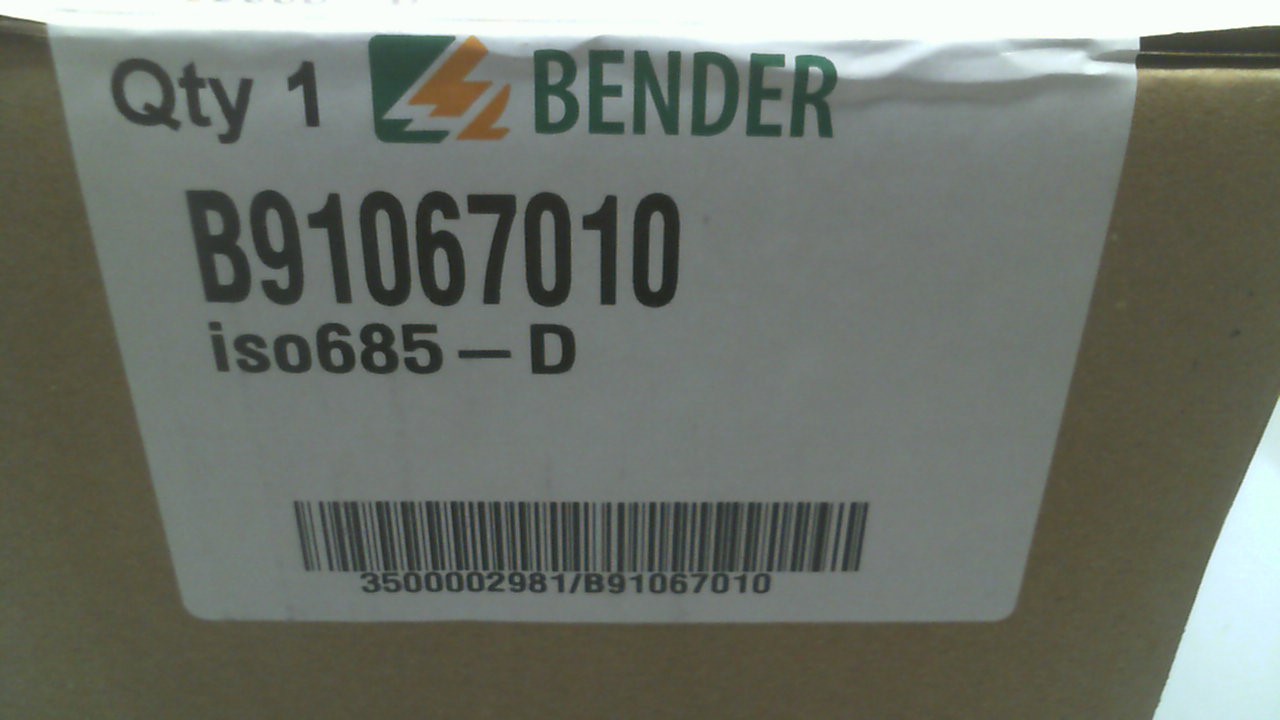 Qty 1 BENDER
B91067010
iso685-D
3500002981/B91067010